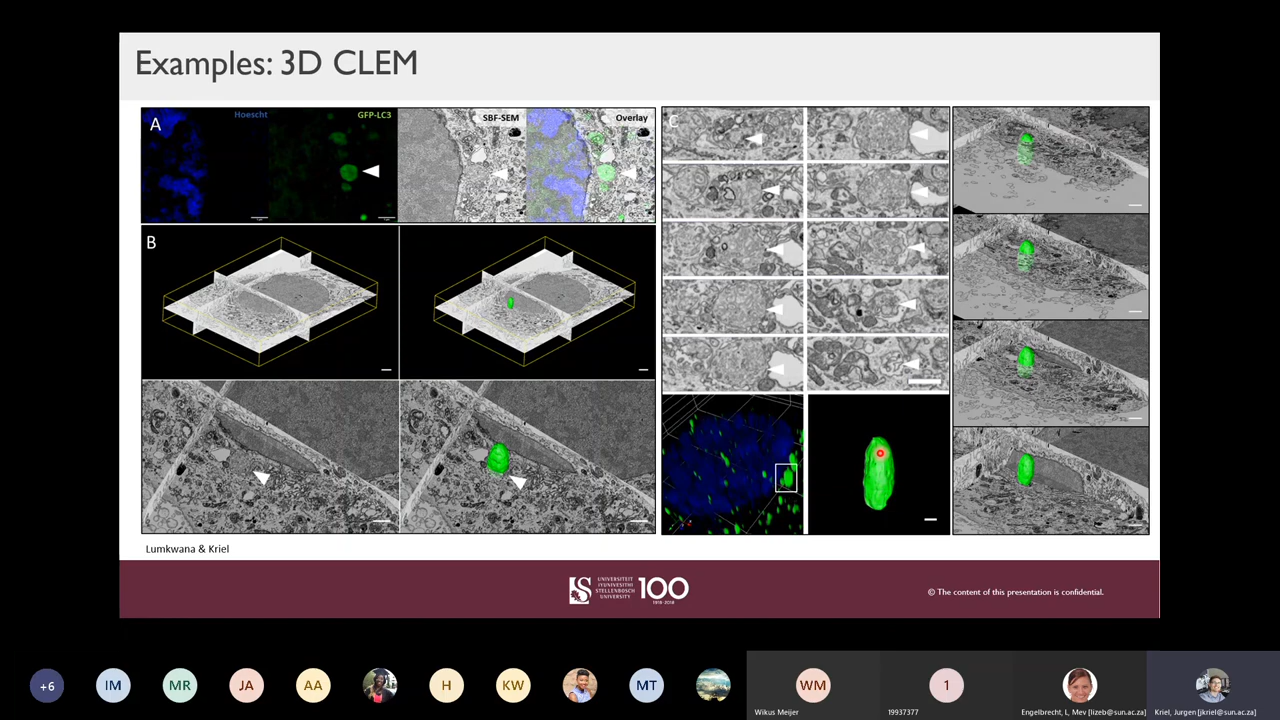 Examples: 3D CLEM
A
Hoescht
GFP-LC3
SBF-SEM
Overlay
B
C
Lumkwana & Kriel
UNIVERSITEIT
IYUNIVESITHI
STELLENBOSCH
UNIVERSITY
100
1918-2018
© The content of this presentation is confidential.
+6
IM
MR
JA
AA
H
KW
MT
WM
1
Wikus Meijer
19937377
Engelbrecht, L, Mev [lizeb@sun.ac.za]
Kriel, Jurgen [jkriel@sun.ac.za]